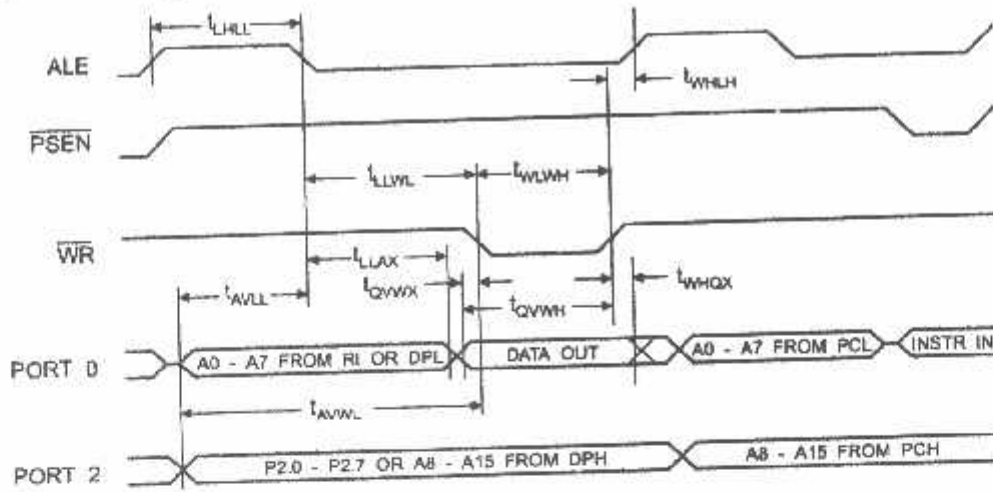 tLHLL
ALE
tWHLH
PSEN
tLLWL
tWLWH
WR
tLLAX
tWHQX
tQVWX
tAVLL
tQVWH
PORT 0
A0 - A7 FROM RI OR DPL
DATA OUT
A0 - A7 FROM PCL
INSTR IN
tAVWL
PORT 2
P2.0 - P2.7 OR A8 - A15 FROM DPH
A8 - A15 FROM PCH